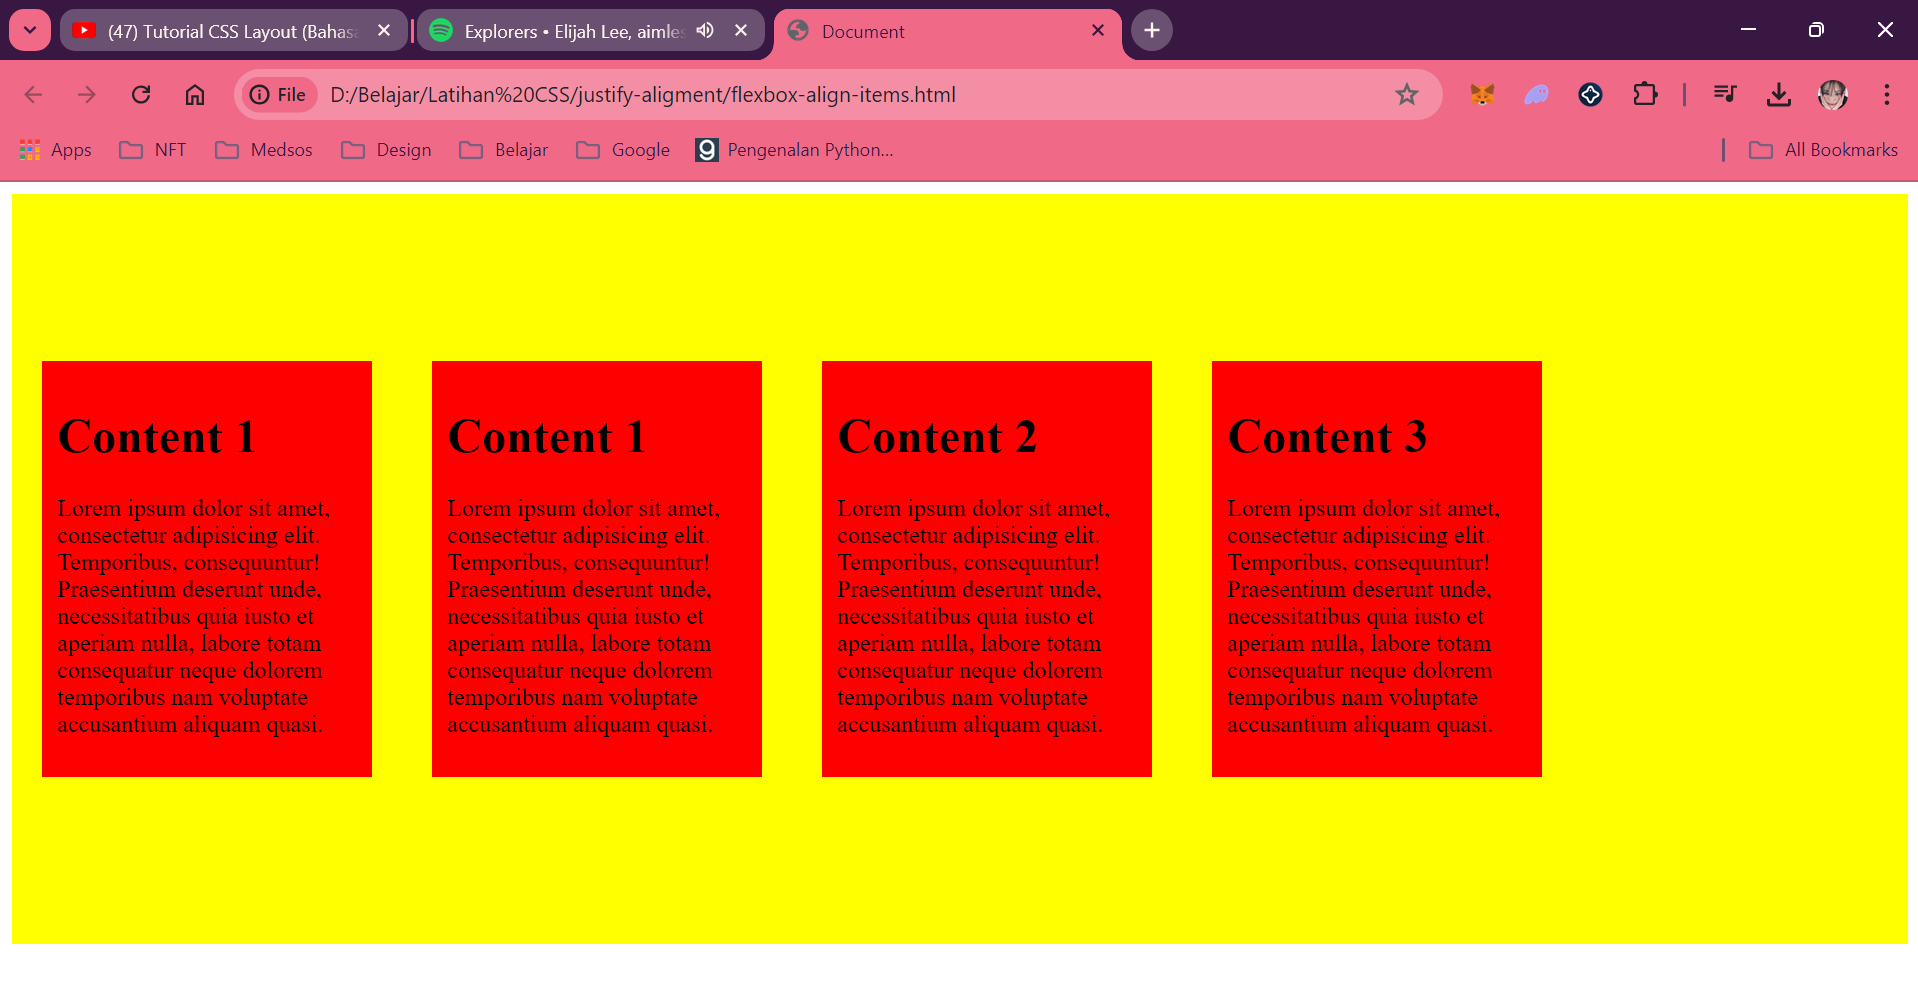 (47) Tutorial CSS Layout (Bahasa
Explorers • Elijah Lee, aimles
Document
File
D:/Belajar/Latihan%20CSS/justify-aligment/flexbox-align-items.html
Apps
NFT
Medsos
Design
Belajar
Google
Pengenalan Python...
All Bookmarks
Content 1
Lorem ipsum dolor sit amet,
consectetur adipisicing elit.
Temporibus, consequuntur!
Praesentium deserunt unde,
necessitatibus quia iusto et
aperiam nulla, labore totam
consequatur neque dolorem
temporibus nam voluptate
accusantium aliquam quasi.
Content 1
Lorem ipsum dolor sit amet,
consectetur adipisicing elit.
Temporibus, consequuntur!
Praesentium deserunt unde,
necessitatibus quia iusto et
aperiam nulla, labore totam
consequatur neque dolorem
temporibus nam voluptate
accusantium aliquam quasi.
Content 2
Lorem ipsum dolor sit amet,
consectetur adipisicing elit.
Temporibus, consequuntur!
Praesentium deserunt unde,
necessitatibus quia iusto et
aperiam nulla, labore totam
consequatur neque dolorem
temporibus nam voluptate
accusantium aliquam quasi.
Content 3
Lorem ipsum dolor sit amet,
consectetur adipisicing elit.
Temporibus, consequuntur!
Praesentium deserunt unde,
necessitatibus quia iusto et
aperiam nulla, labore totam
consequatur neque dolorem
temporibus nam voluptate
accusantium aliquam quasi.